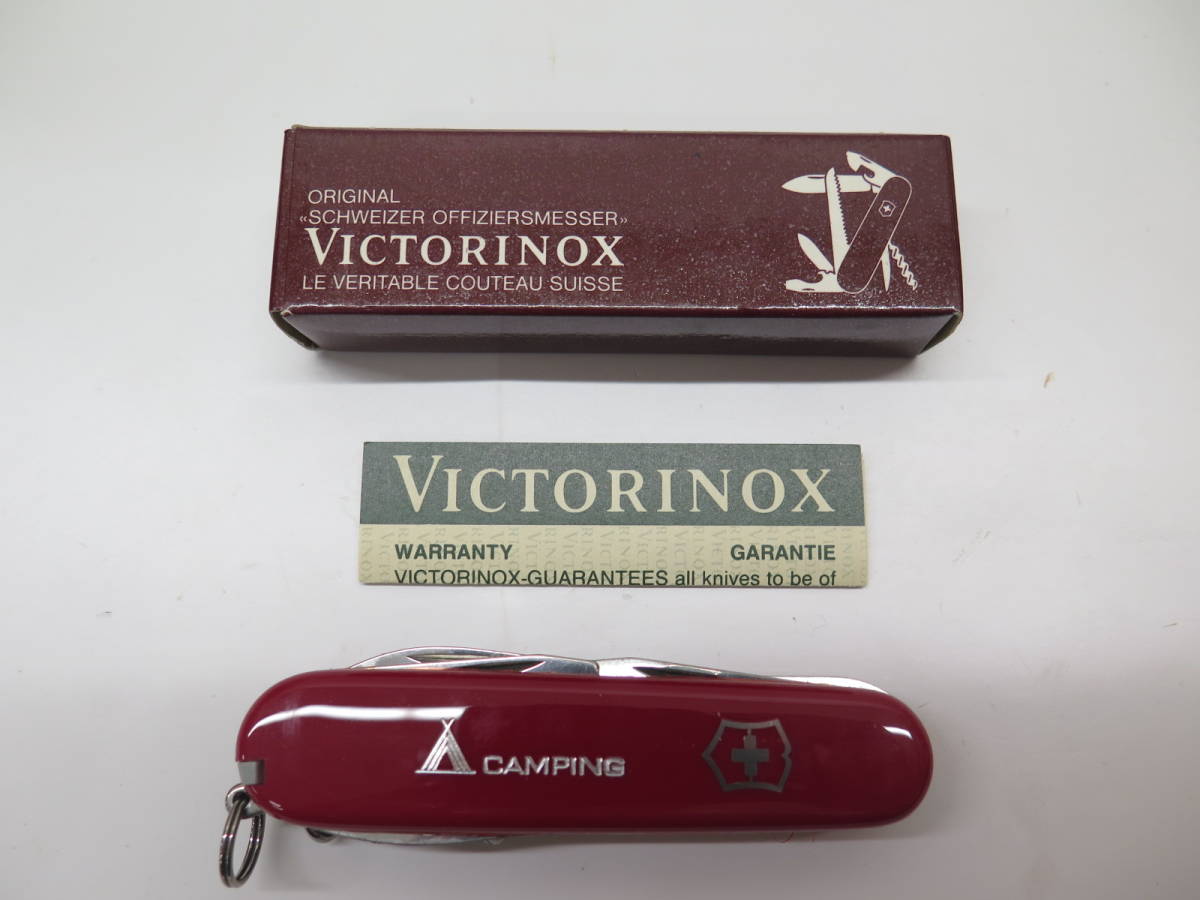 ORIGINAL
«SCHWEIZER OFFIZIERSMESSER»
VICTORINOX
LE VERITABLE COUTEAU SUISSE
VICTORINOX
WARRANTY GARANTIE
VICTORINOX-GUARANTEES all knives to be of
CAMPING